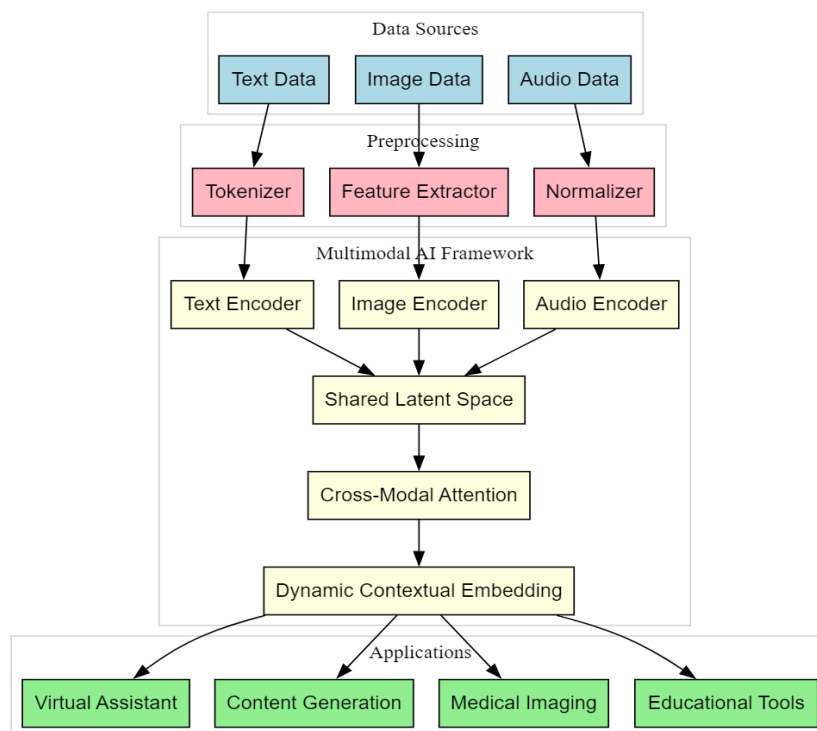 Data Sources
Text Data
Image Data
Audio Data
Preprocessing
Tokenizer
Feature Extractor
Normalizer
Multimodal AI Framework
Text Encoder
Image Encoder
Audio Encoder
Shared Latent Space
Cross-Modal Attention
Dynamic Contextual Embedding
Applications
Virtual Assistant
Content Generation
Medical Imaging
Educational Tools